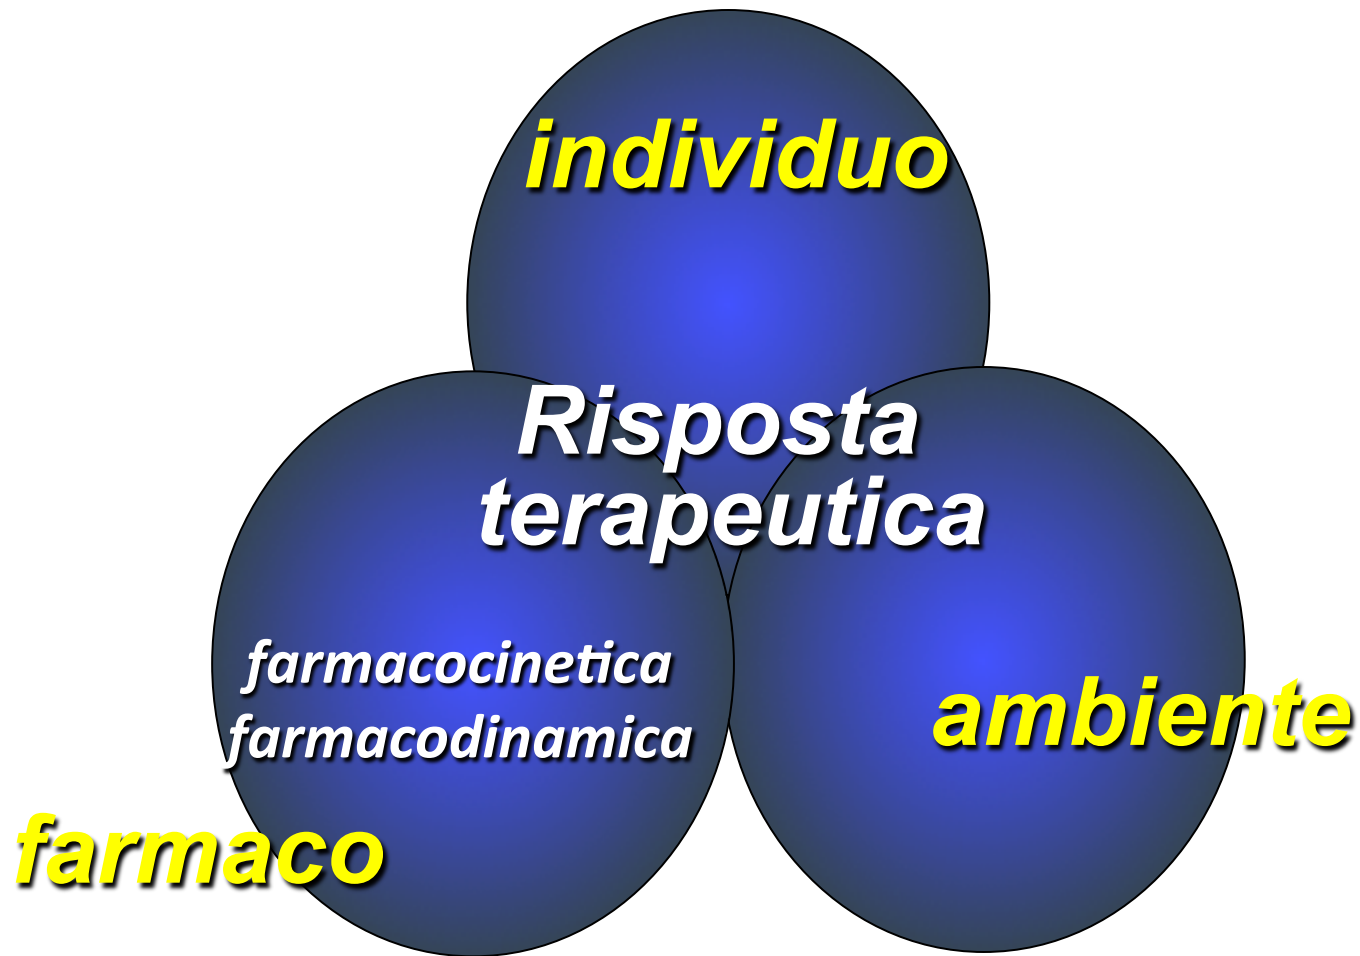 individuo
Risposta
terapeutica
farmacocinetica
farmacodinamica
ambiente
farmaco